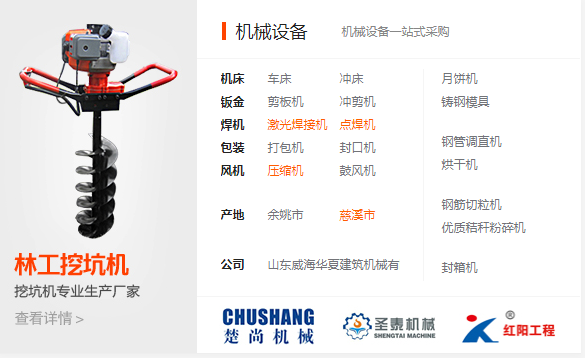 林工挖坑机
挖坑机专业生产厂家
查看详情 >
机械设备 机械设备一站式采购
机床 车床 冲床
钣金 剪板机 冲剪机
焊机 激光焊接机 点焊机
包装 打包机 封口机
风机 压缩机 鼓风机
产地 余姚市 慈溪市
公司 山东威海华夏建筑机械有
月饼机
铸钢模具
钢管调直机
烘干机
钢筋切粒机
优质秸秆粉碎机
封箱机
CHUSHANG
楚尚机械
圣泰机械
SHENGTAI MACHINE
®
红阳工程